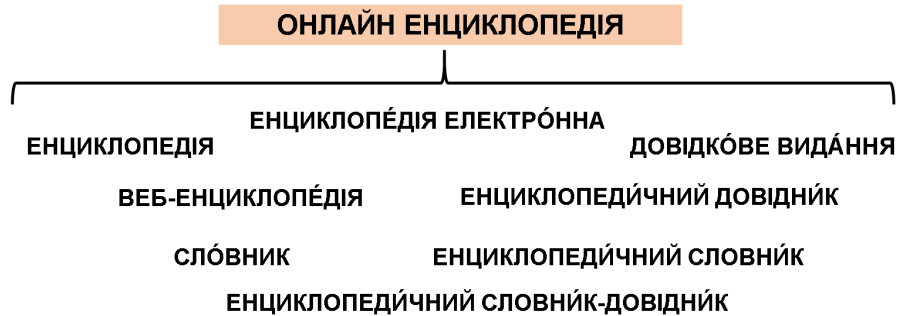 ОНЛАЙН ЕНЦИКЛОПЕДІЯ
ЕНЦИКЛОПЕ́ДІЯ ЕЛЕКТРО́ННА
ЕНЦИКЛОПЕДІЯ
ДОВІДКО́ВЕ ВИДА́ННЯ
ВЕБ-ЕНЦИКЛОПЕ́ДІЯ
ЕНЦИКЛОПЕДИ́ЧНИЙ ДОВІДНИ́К
СЛО́ВНИК
ЕНЦИКЛОПЕДИ́ЧНИЙ СЛОВНИ́К
ЕНЦИКЛОПЕДИ́ЧНИЙ СЛОВНИ́К-ДОВІДНИ́К